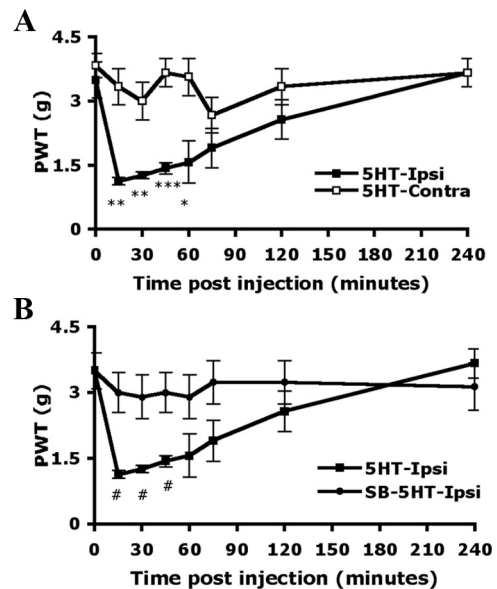 A
4.5
3
1.5
0
PWT (g)
** ** *** *
5HT-Ipsi
5HT-Contra
0 30 60 90 120 150 180 210 240
Time post injection (minutes)
B
4.5
3
1.5
0
PWT (g)
# # #
5HT-Ipsi
SB-5HT-Ipsi
0 30 60 90 120 150 180 210 240
Time post injection (minutes)